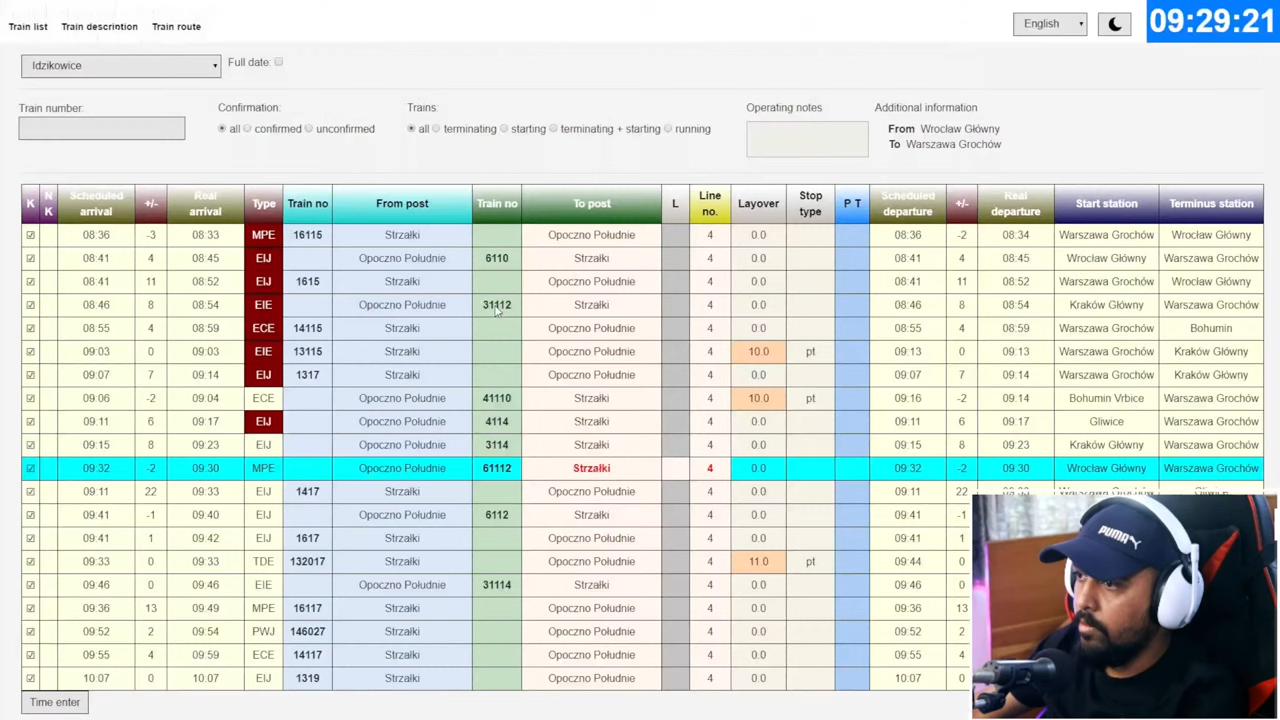 Train list Train description Train route English 09:29:21
Idzikowice Full date:
Train number: Confirmation: Trains: Operating notes Additional information
all confirmed unconfirmed all terminating starting terminating + starting running From Wrocław Główny
To Warszawa Grochów
K N K Scheduled arrival +/- Real arrival Type Train no From post Train no To post L Line no. Layover Stop type P T Scheduled departure +/- Real departure Start station Terminus station
08:36 -3 08:33 MPE 16115 Strzałki Opoczno Południe 4 0.0 08:36 -2 08:34 Warszawa Grochów Wrocław Główny
08:41 4 08:45 EIJ Opoczno Południe 6110 Strzałki 4 0.0 08:41 4 08:45 Wrocław Główny Warszawa Grochów
08:41 11 08:52 EIJ 1615 Strzałki Opoczno Południe 4 0.0 08:41 11 08:52 Warszawa Grochów Wrocław Główny
08:46 8 08:54 EIE Opoczno Południe 31112 Strzałki 4 0.0 08:46 8 08:54 Kraków Główny Warszawa Grochów
08:55 4 08:59 ECE 14115 Strzałki Opoczno Południe 4 0.0 08:55 4 08:59 Warszawa Grochów Bohumin
09:03 0 09:03 EIE 13115 Strzałki Opoczno Południe 4 10.0 pt 09:13 0 09:13 Warszawa Grochów Kraków Główny
09:07 7 09:14 EIJ 1317 Strzałki Opoczno Południe 4 0.0 09:07 7 09:14 Warszawa Grochów Kraków Główny
09:06 -2 09:04 ECE Opoczno Południe 41110 Strzałki 4 10.0 pt 09:16 -2 09:14 Bohumin Vrbice Warszawa Grochów
09:11 6 09:17 EIJ Opoczno Południe 4114 Strzałki 4 0.0 09:11 6 09:17 Gliwice Warszawa Grochów
09:15 8 09:23 EIJ Opoczno Południe 3114 Strzałki 4 0.0 09:15 8 09:23 Kraków Główny Warszawa Grochów
09:32 -2 09:30 MPE Opoczno Południe 61112 Strzałki 4 0.0 09:32 -2 09:30 Wrocław Główny Warszawa Grochów
09:11 22 09:33 EIJ 1417 Strzałki Opoczno Południe 4 0.0 09:11 22 09:33 Warszawa Grochów Gliwice
09:41 -1 09:40 EIJ Opoczno Południe 6112 Strzałki 4 0.0 09:41 -1
09:41 1 09:42 EIJ 1617 Strzałki Opoczno Południe 4 0.0 09:41 1
09:33 0 09:33 TDE 132017 Strzałki Opoczno Południe 4 11.0 pt 09:44 0
09:46 0 09:46 EIE Opoczno Południe 31114 Strzałki 4 0.0 09:46 0
09:36 13 09:49 MPE 16117 Strzałki Opoczno Południe 4 0.0 09:36 13
09:52 2 09:54 PWJ 146027 Strzałki Opoczno Południe 4 0.0 09:52 2
09:55 4 09:59 ECE 14117 Strzałki Opoczno Południe 4 0.0 09:55 4
10:07 0 10:07 EIJ 1319 Strzałki Opoczno Południe 4 0.0 10:07 0
Time enter
PUMA